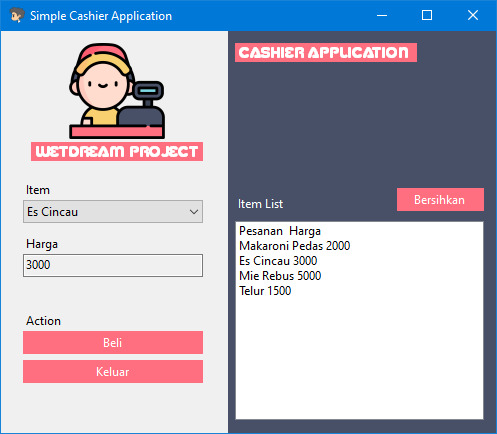 Simple Cashier Application
WETDREAM PROJECT
Item
Es Cincau
Harga
3000
Action
Beli
Keluar
CASHIER APPLICATION
Item List
Bersihkan
Pesanan  Harga
Makaroni Pedas 2000
Es Cincau 3000
Mie Rebus 5000
Telur 1500